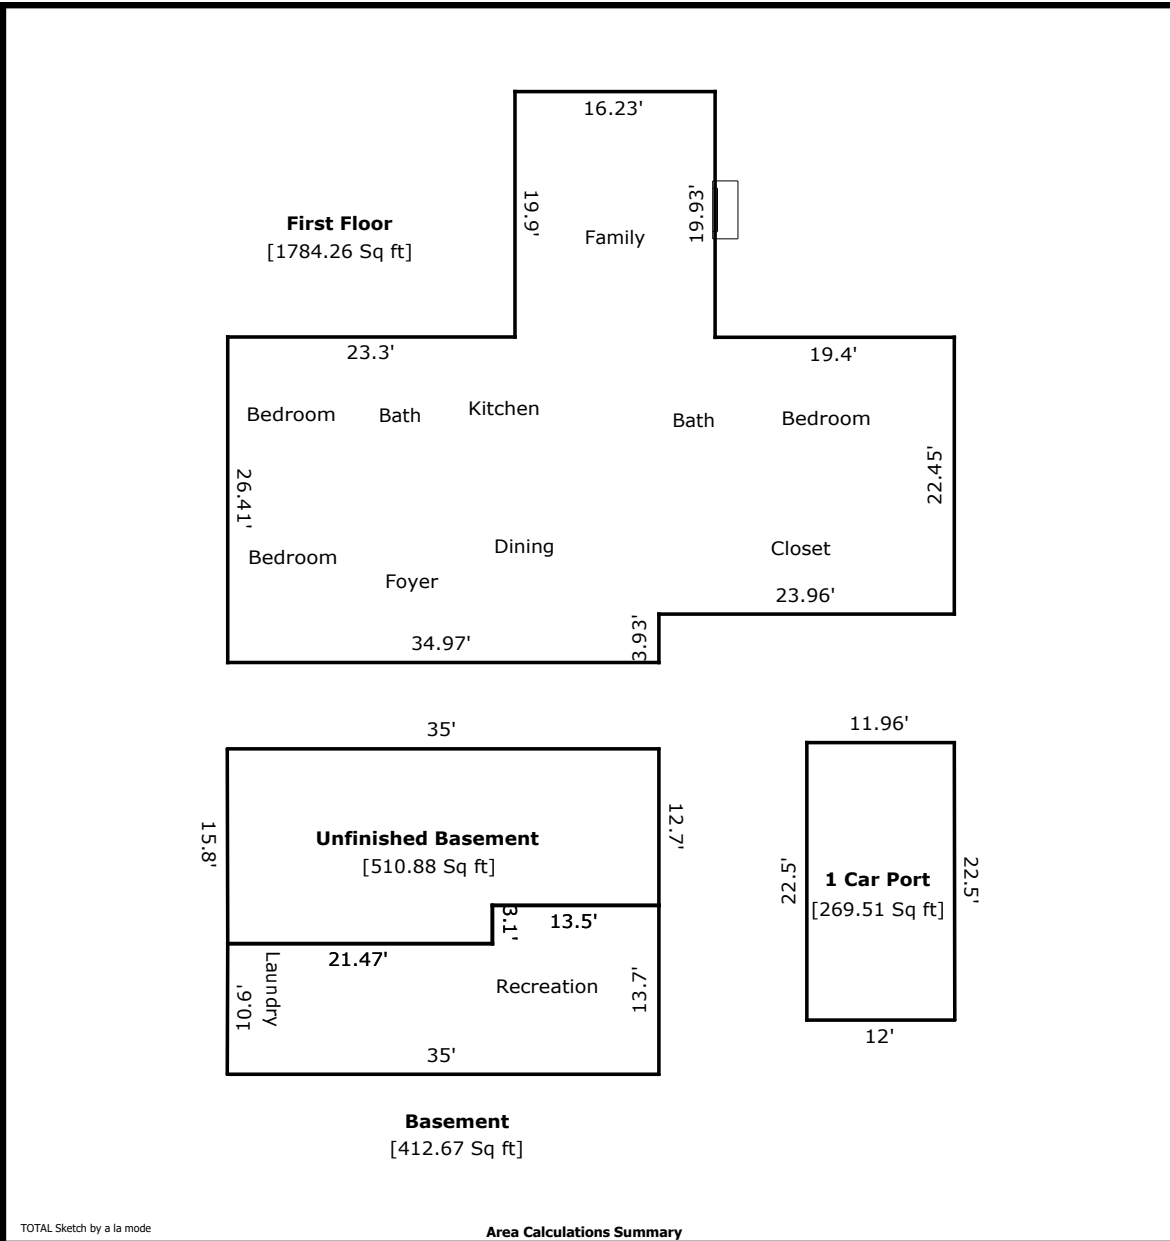 16.23'
19.9'
19.93'
First Floor
[1784.26 Sq ft]
Family
23.3'
19.4'
Bedroom
Bath
Kitchen
Bath
Bedroom
26.41'
22.45'
Bedroom
Foyer
Dining
Closet
23.96'
34.97'
3.93'
35'
11.96'
15.8'
Unfinished Basement
[510.88 Sq ft]
12.7'
22.5'
1 Car Port
[269.51 Sq ft]
22.5'
3.1'
13.5'
21.47'
Laundry
10.6'
Recreation
13.7'
35'
12'
Basement
[412.67 Sq ft]
TOTAL Sketch by a la mode
Area Calculations Summary